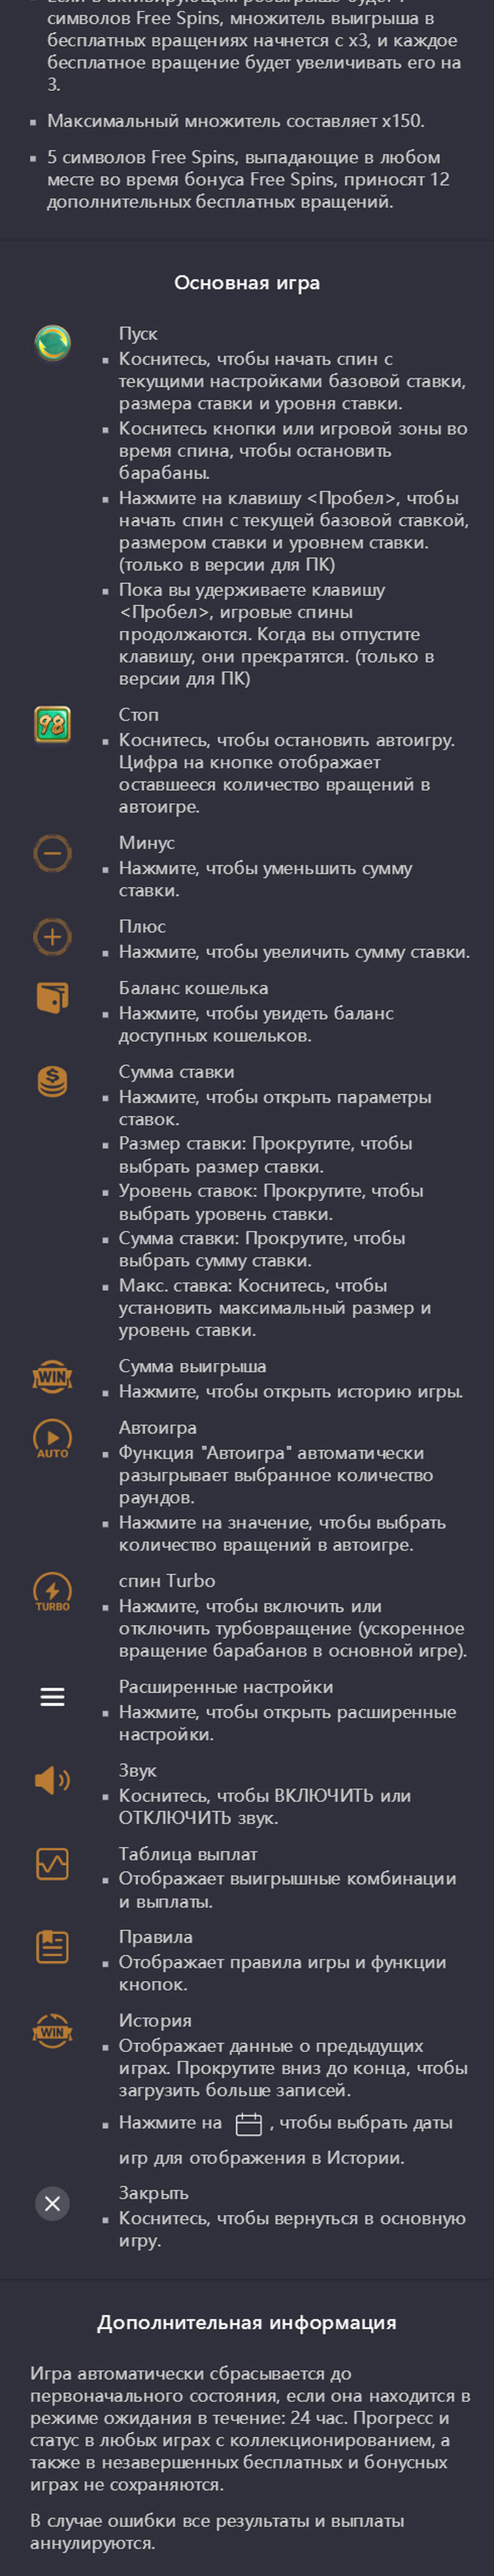 символов Free Spins, множитель выигрыша в
бесплатных вращениях начнется с x3, и каждое
бесплатное вращение будет увеличивать его на
3.
Максимальный множитель составляет x150.
5 символов Free Spins, выпадающие в любом
месте во время бонуса Free Spins, приносят 12
дополнительных бесплатных вращений.
Основная игра
Пуск
Коснитесь, чтобы начать спин с
текущими настройками базовой ставки,
размера ставки и уровня ставки.
Коснитесь кнопки или игровой зоны во
время спина, чтобы остановить
барабаны.
Нажмите на клавишу <Пробел>, чтобы
начать спин с текущей базовой ставкой,
размером ставки и уровнем ставки.
(только в версии для ПК)
Пока вы удерживаете клавишу
<Пробел>, игровые спины
продолжаются. Когда вы отпустите
клавишу, они прекратятся. (только в
версии для ПК)
98
Стоп
Коснитесь, чтобы остановить автоигру.
Цифра на кнопке отображает
оставшееся количество вращений в
автоигре.
Минус
Нажмите, чтобы уменьшить сумму
ставки.
Плюс
Нажмите, чтобы увеличить сумму ставки.
Баланс кошелька
Нажмите, чтобы увидеть баланс
доступных кошельков.
Сумма ставки
Нажмите, чтобы открыть параметры
ставок.
Размер ставки: Прокрутите, чтобы
выбрать размер ставки.
Уровень ставок: Прокрутите, чтобы
выбрать уровень ставки.
Сумма ставки: Прокрутите, чтобы
выбрать сумму ставки.
Макс. ставка: Коснитесь, чтобы
установить максимальный размер и
уровень ставки.
WIN
Сумма выигрыша
Нажмите, чтобы открыть историю игры.
AUTO
Автоигра
Функция "Автоигра" автоматически
разыгрывает выбранное количество
раундов.
Нажмите на значение, чтобы выбрать
количество вращений в автоигре.
TURBO
спин Turbo
Нажмите, чтобы включить или
отключить турбовращение (ускоренное
вращение барабанов в основной игре).
Расширенные настройки
Нажмите, чтобы открыть расширенные
настройки.
Звук
Коснитесь, чтобы ВКЛЮЧИТЬ или
ОТКЛЮЧИТЬ звук.
Таблица выплат
Отображает выигрышные комбинации
и выплаты.
Правила
Отображает правила игры и функции
кнопок.
WIN
История
Отображает данные о предыдущих
играх. Прокрутите вниз до конца, чтобы
загрузить больше записей.
Нажмите на , чтобы выбрать даты
игр для отображения в Истории.
Закрыть
Коснитесь, чтобы вернуться в основную
игру.
Дополнительная информация
Игра автоматически сбрасывается до
первоначального состояния, если она находится в
режиме ожидания в течение: 24 час. Прогресс и
статус в любых играх с коллекционированием, а
также в незавершенных бесплатных и бонусных
играх не сохраняются.
В случае ошибки все результаты и выплаты
аннулируются.